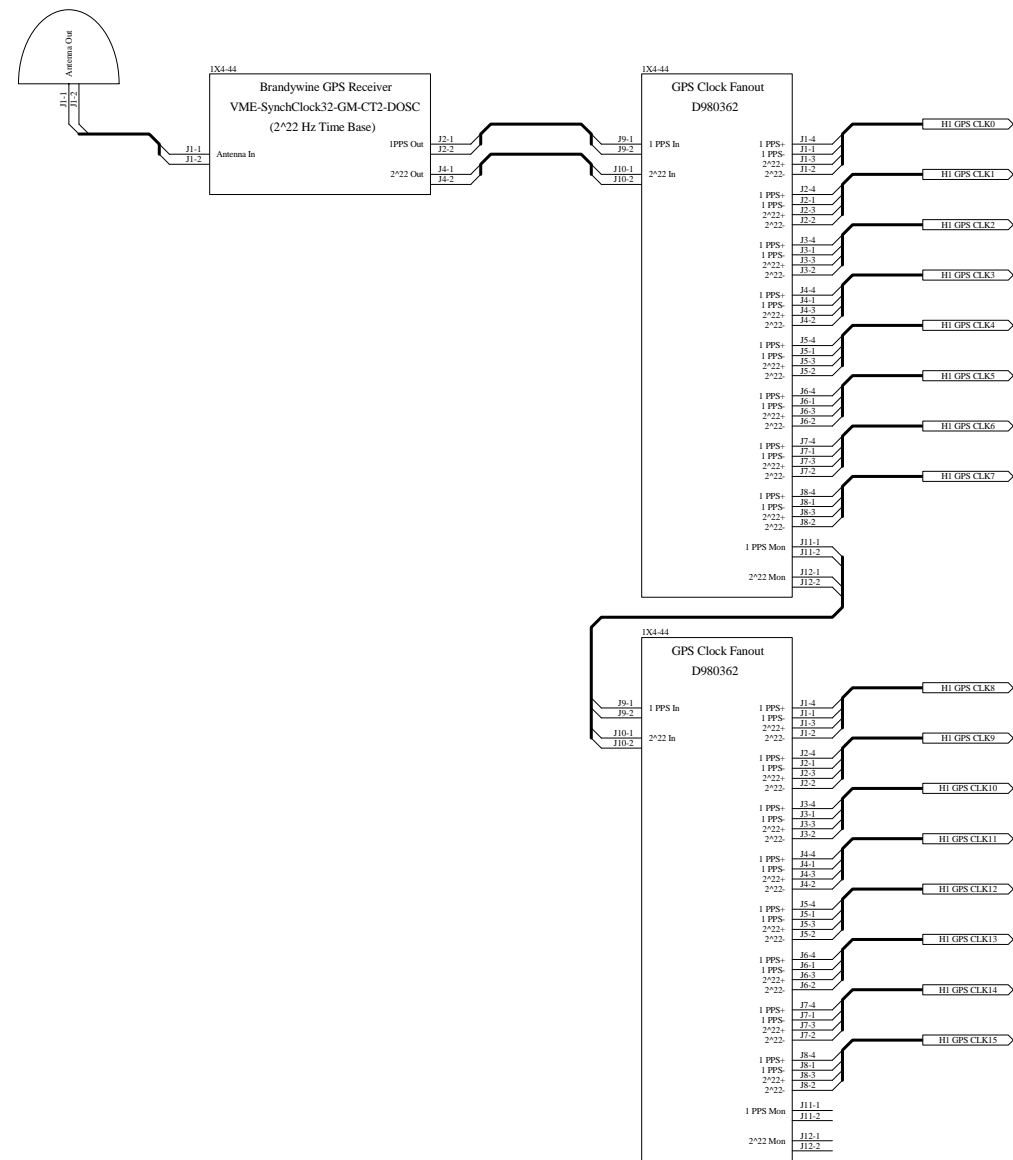 Antenna Out
J1-1
J1-2
1X4-44
Brandywine GPS Receiver
VME-SynchClock32-GM-CT2-DOSC
(2^22 Hz Time Base)
J1-1
J1-2
Antenna In
1PPS Out
J2-1
J2-2
2^22 Out
J4-1
J4-2
1X4-44
GPS Clock Fanout
D980362
J9-1
J9-2
1 PPS In
J10-1
J10-2
2^22 In
1 PPS+ J1-4
1 PPS- J1-1
2^22+ J1-3
2^22- J1-2
H1 GPS CLK0
1 PPS+ J2-4
1 PPS- J2-1
2^22+ J2-3
2^22- J2-2
H1 GPS CLK1
1 PPS+ J3-4
1 PPS- J3-1
2^22+ J3-3
2^22- J3-2
H1 GPS CLK2
1 PPS+ J4-4
1 PPS- J4-1
2^22+ J4-3
2^22- J4-2
H1 GPS CLK3
1 PPS+ J5-4
1 PPS- J5-1
2^22+ J5-3
2^22- J5-2
H1 GPS CLK4
1 PPS+ J6-4
1 PPS- J6-1
2^22+ J6-3
2^22- J6-2
H1 GPS CLK5
1 PPS+ J7-4
1 PPS- J7-1
2^22+ J7-3
2^22- J7-2
H1 GPS CLK6
1 PPS+ J8-4
1 PPS- J8-1
2^22+ J8-3
2^22- J8-2
H1 GPS CLK7
1 PPS Mon J11-1
J11-2
2^22 Mon J12-1
J12-2
1X4-44
GPS Clock Fanout
D980362
J9-1
J9-2
1 PPS In
J10-1
J10-2
2^22 In
1 PPS+ J1-4
1 PPS- J1-1
2^22+ J1-3
2^22- J1-2
H1 GPS CLK8
1 PPS+ J2-4
1 PPS- J2-1
2^22+ J2-3
2^22- J2-2
H1 GPS CLK9
1 PPS+ J3-4
1 PPS- J3-1
2^22+ J3-3
2^22- J3-2
H1 GPS CLK10
1 PPS+ J4-4
1 PPS- J4-1
2^22+ J4-3
2^22- J4-2
H1 GPS CLK11
1 PPS+ J5-4
1 PPS- J5-1
2^22+ J5-3
2^22- J5-2
H1 GPS CLK12
1 PPS+ J6-4
1 PPS- J6-1
2^22+ J6-3
2^22- J6-2
H1 GPS CLK13
1 PPS+ J7-4
1 PPS- J7-1
2^22+ J7-3
2^22- J7-2
H1 GPS CLK14
1 PPS+ J8-4
1 PPS- J8-1
2^22+ J8-3
2^22- J8-2
H1 GPS CLK15
1 PPS Mon J11-1
J11-2
2^22 Mon J12-1
J12-2